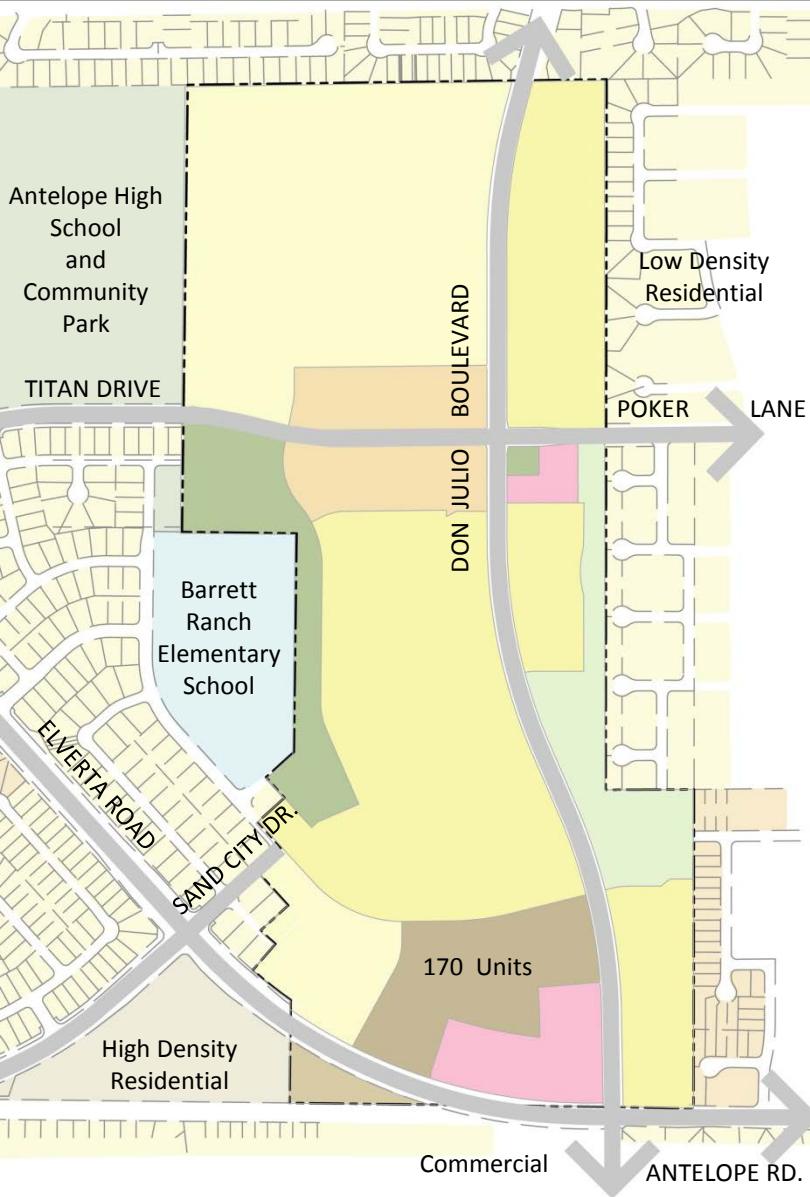 Antelope High
School
and
Community
Park
Low Density
Residential
DON JULIO BOULEVARD
TITAN DRIVE
POKER LANE
Barrett
Ranch
Elementary
School
ELVERTA ROAD
SAND CITY DR.
170 Units
High Density
Residential
Commercial
ANTELOPE RD.